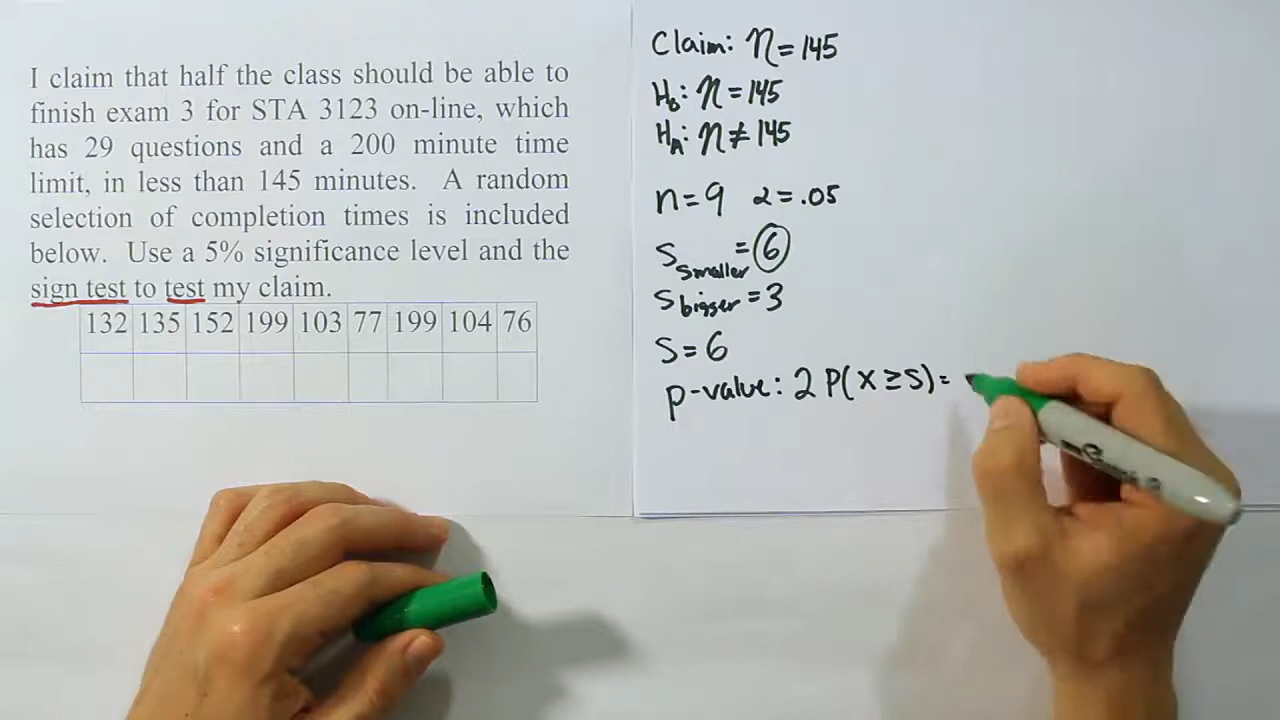 I claim that half the class should be able to
finish exam 3 for STA 3123 on-line, which
has 29 questions and a 200 minute time
limit, in less than 145 minutes. A random
selection of completion times is included
below. Use a 5% significance level and the
sign test to test my claim.
132 135 152 199 103 77 199 104 76
Claim: η = 145
H₀: η = 145
Hₐ: η ≠ 145
n = 9 α = .05
S smaller = 6
S bigger = 3
S = 6
p-value: 2 P(X ≥ S) =